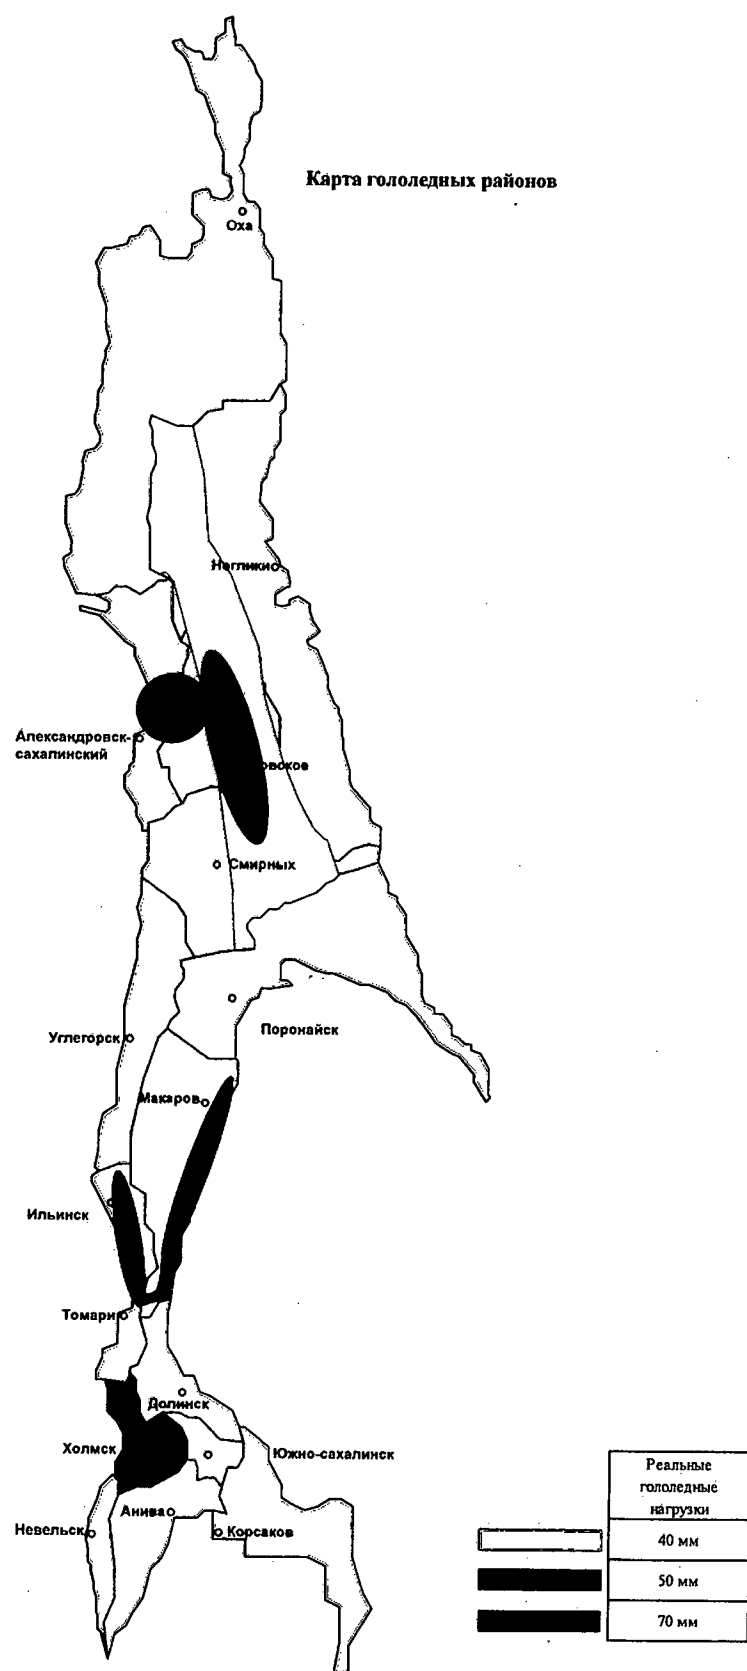 Карта гололедных районов
Оха
Ногликио
Александровск-
сахалинский
овское
Смирных
Углегорск
Поронайск
Макаров
Ильинск
Томари
Долинск
Холмск
Южно-сахалинск
Анива
Невельск
Корсаков
Реальные
гололедные
нагрузки
40 мм
50 мм
70 мм